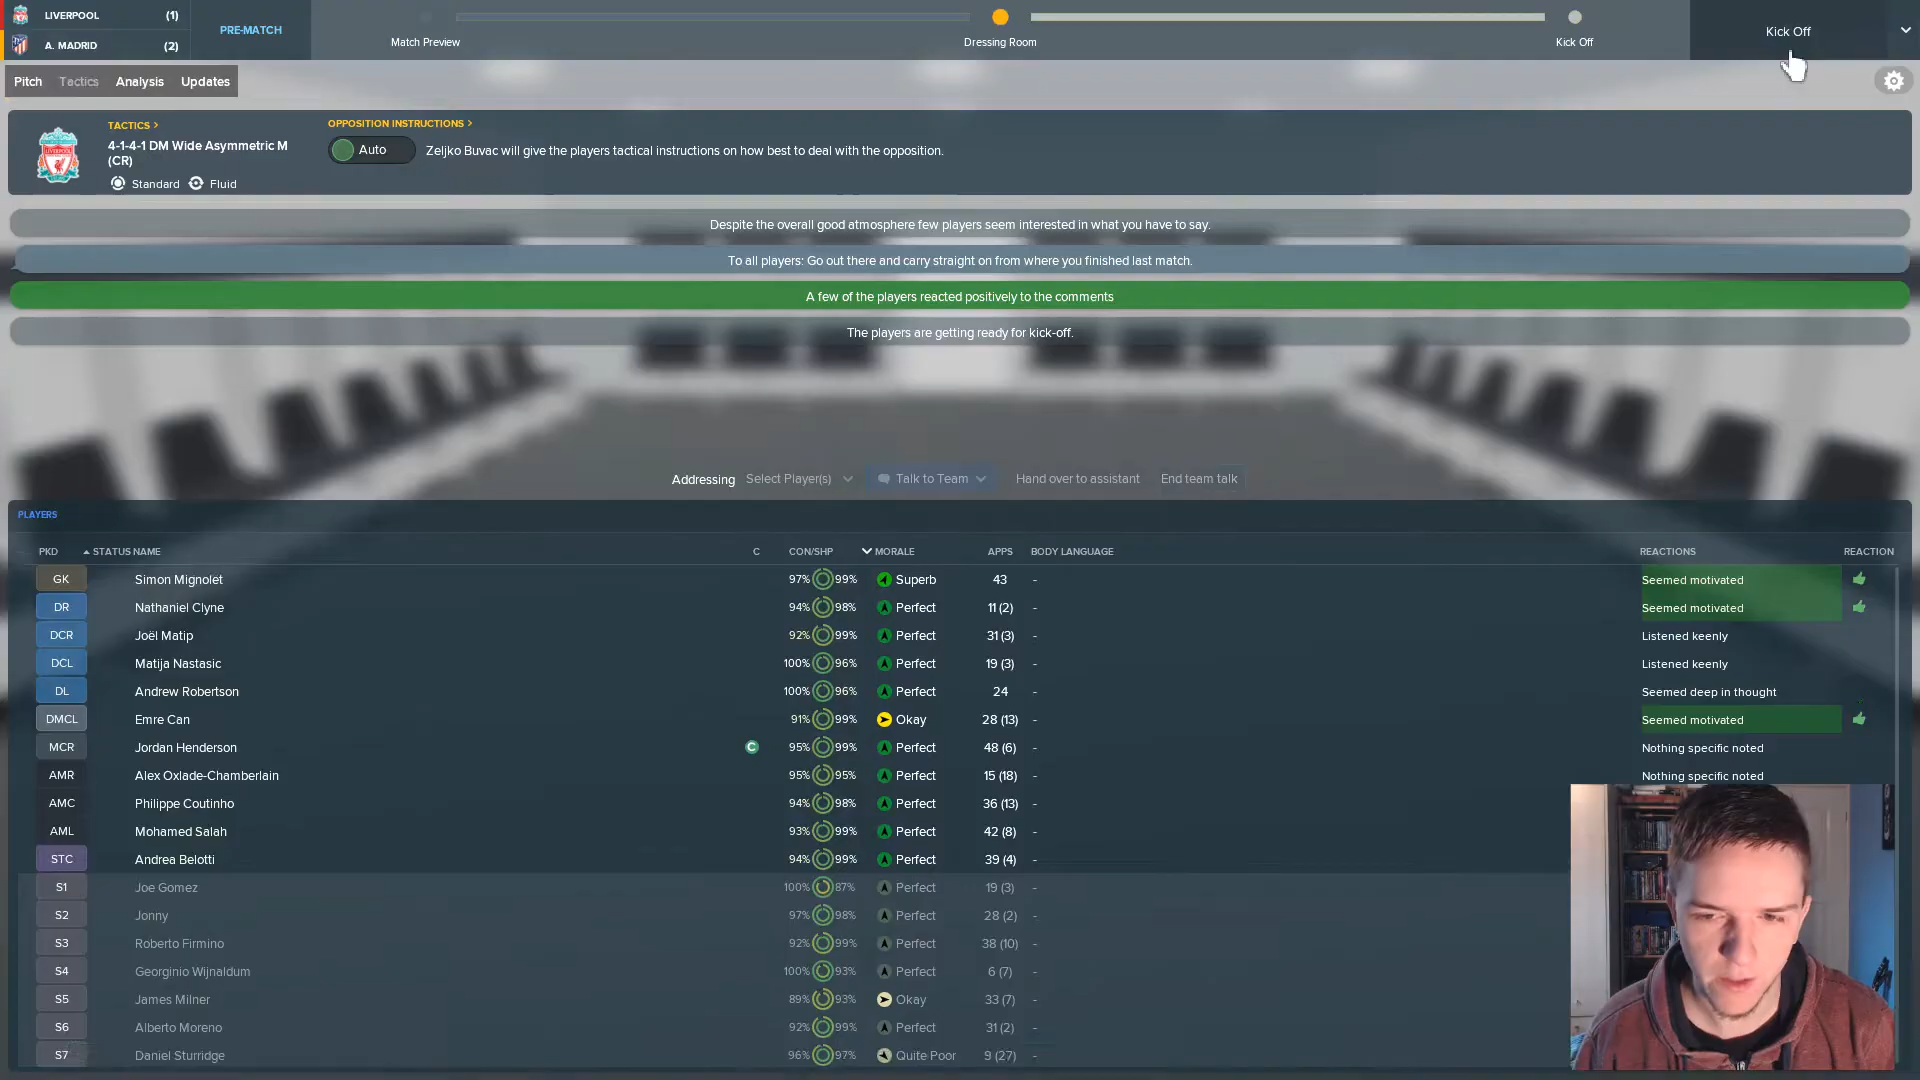 LIVERPOOL (1)
A. MADRID (2)
PRE-MATCH
Match Preview
Dressing Room
Kick Off
Kick Off
Pitch Tactics Analysis Updates
TACTICS >
4-1-4-1 DM Wide Asymmetric M
(CR)
Standard Fluid
OPPOSITION INSTRUCTIONS >
Auto Zeljko Buvac will give the players tactical instructions on how best to deal with the opposition.
Despite the overall good atmosphere few players seem interested in what you have to say.
To all players: Go out there and carry straight on from where you finished last match.
A few of the players reacted positively to the comments
The players are getting ready for kick-off.
Addressing Select Player(s) Talk to Team Hand over to assistant End team talk
PLAYERS
PKD STATUS NAME C CON/SHP MORALE APPS BODY LANGUAGE REACTIONS REACTION
GK Simon Mignolet 97% 99% Superb 43 - Seemed motivated
DR Nathaniel Clyne 94% 98% Perfect 11 (2) - Seemed motivated
DCR Joël Matip 92% 99% Perfect 31 (3) - Listened keenly
DCL Matija Nastasic 100% 96% Perfect 19 (3) - Listened keenly
DL Andrew Robertson 100% 96% Perfect 24 - Seemed deep in thought
DMCL Emre Can 91% 99% Okay 28 (13) - Seemed motivated
MCR Jordan Henderson C 95% 99% Perfect 48 (6) - Nothing specific noted
AMR Alex Oxlade-Chamberlain 95% 95% Perfect 15 (18) - Nothing specific noted
AMC Philippe Coutinho 94% 98% Perfect 36 (13) -
AML Mohamed Salah 93% 99% Perfect 42 (8) -
STC Andrea Belotti 94% 99% Perfect 39 (4) -
S1 Joe Gomez 100% 87% Perfect 19 (3) -
S2 Jonny 97% 98% Perfect 28 (2) -
S3 Roberto Firmino 92% 99% Perfect 38 (10) -
S4 Georginio Wijnaldum 100% 93% Perfect 6 (7) -
S5 James Milner 89% 93% Okay 33 (7) -
S6 Alberto Moreno 92% 99% Perfect 31 (2) -
S7 Daniel Sturridge 96% 97% Quite Poor 9 (27) -